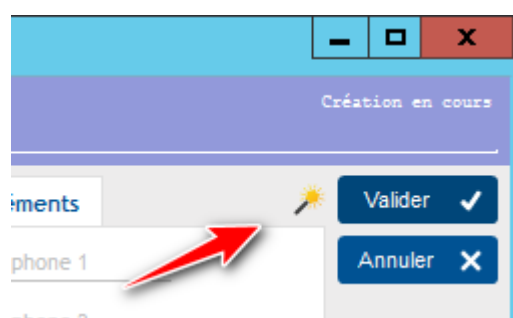 Création en cours
éments
Valider
phone 1
Annuler